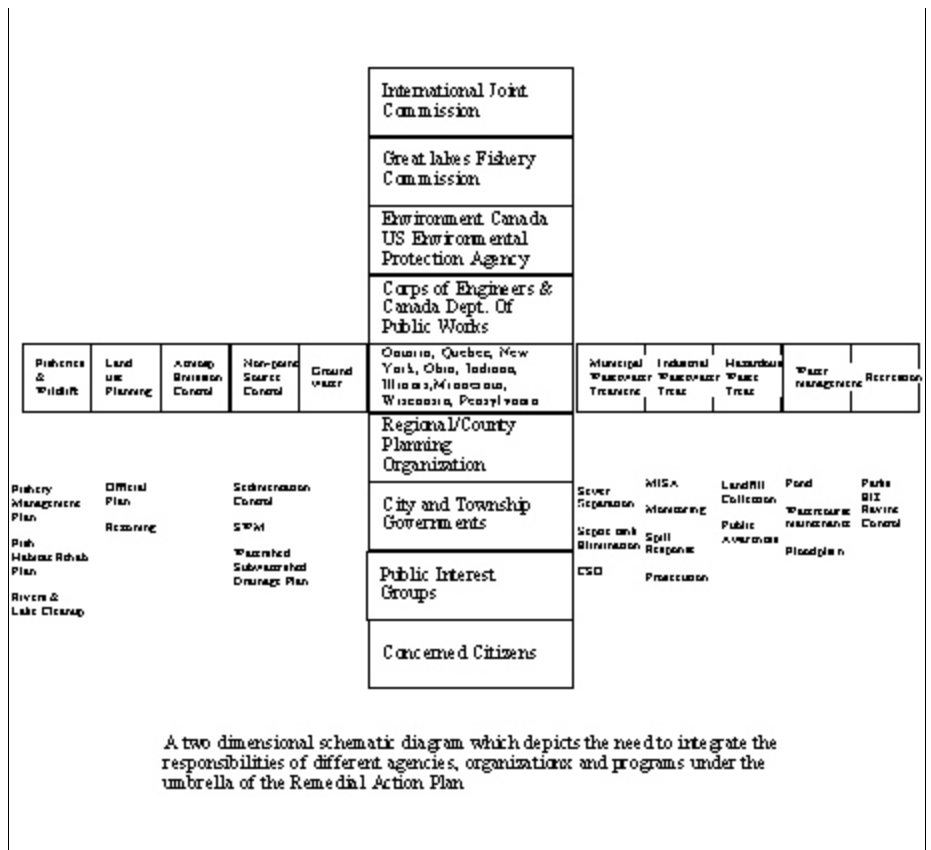 International Joint
Commission
Great lakes Fishery
Commission
Environment Canada
US Environmental
Protection Agency
Corps of Engineers &
Canada Dept. Of
Public Works
Fisheries
&
Wildlife
Land
use
Planning
Emission
Control
Non-point
Source
Control
Ground
water
Ontario, Quebec, New
York, Ohio, Indiana,
Illinois, Minnesota,
Wisconsin, Pennsylvania
Municipal
Wastewater
Treatment
Industrial
Wastewater
Treat
Hazardous
Waste
Treat
Water
management
Recreation
Regional/County
Planning
Organization
City and Township
Governments
Public Interest
Groups
Concerned Citizens
Fishery
Management
Plan
Fish
Habitat Rehab
Plan
Rivers &
Lake Cleanup
Official
Plan
Rezoning
Sedimentation
Control
SWM
Watershed
Subwatershed
Drainage Plan
Sewer
Separation
Septic tank
Elimination
CSO
MISA
Monitoring
Spill
Response
Prosecution
Landfill
Collection
Public
Awareness
Pond
Watercourse
maintenance
Floodplain
Parks
Ravine
Control
A two dimensional schematic diagram which depicts the need to integrate the
responsibilities of different agencies, organizationx and programs under the
umbrella of the Remedial Action Plan